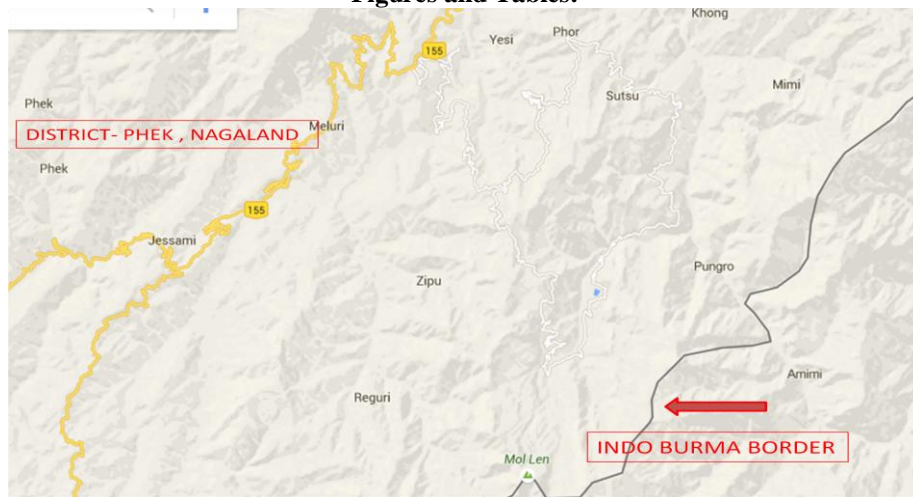 Figures and Tables:
Khong
Phor
Yesi
155
Mimi
Sutsu
Phek
DISTRICT- PHEK , NAGALAND
Meluri
Phek
155
Jessami
Pungro
Zipu
Amimi
Reguri
INDO BURMA BORDER
Mol Len